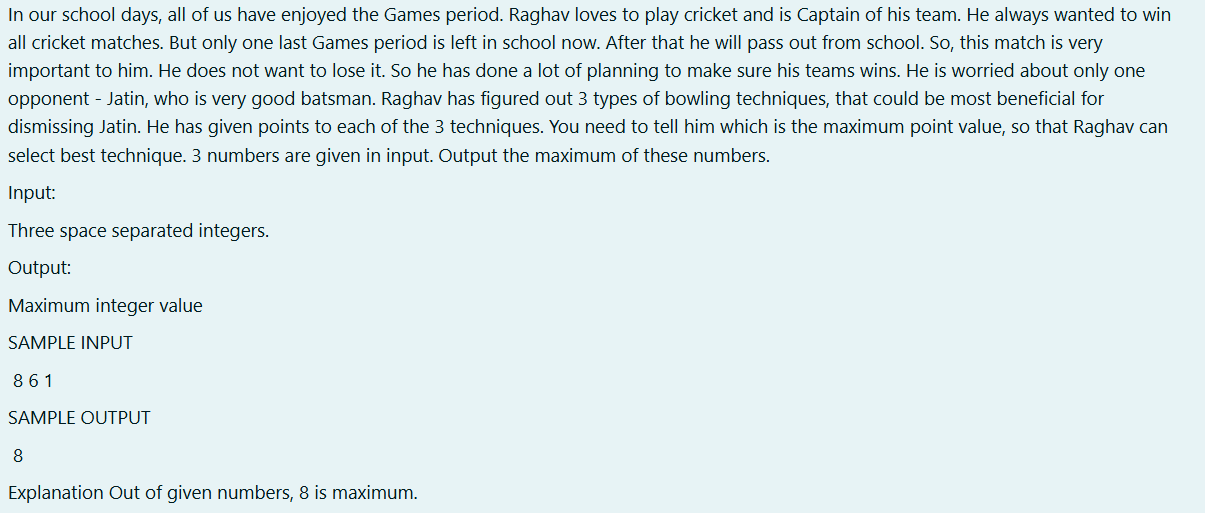 In our school days, all of us have enjoyed the Games period. Raghav loves to play cricket and is Captain of his team. He always wanted to win
all cricket matches. But only one last Games period is left in school now. After that he will pass out from school. So, this match is very
important to him. He does not want to lose it. So he has done a lot of planning to make sure his teams wins. He is worried about only one
opponent - Jatin, who is very good batsman. Raghav has figured out 3 types of bowling techniques, that could be most beneficial for
dismissing Jatin. He has given points to each of the 3 techniques. You need to tell him which is the maximum point value, so that Raghav can
select best technique. 3 numbers are given in input. Output the maximum of these numbers.
Input:
Three space separated integers.
Output:
Maximum integer value
SAMPLE INPUT
8 6 1
SAMPLE OUTPUT
8
Explanation Out of given numbers, 8 is maximum.